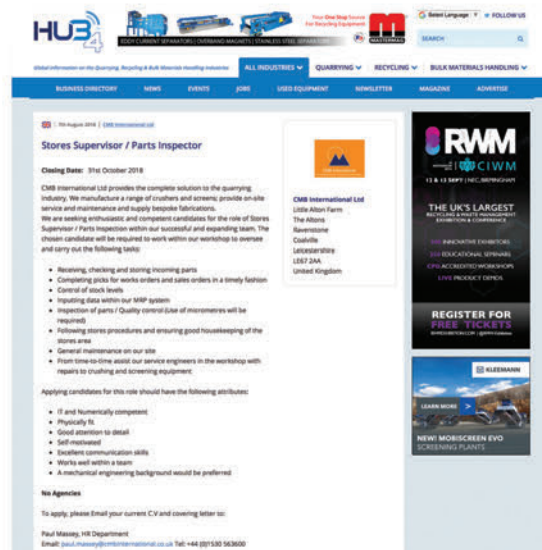 HUB
4
Your One Stop Source
For Recycling Equipment
MASTERMAG
EDDY CURRENT SEPARATORS | OVERBAND MAGNETS | STAINLESS STEEL SEPARATORS
Select Language
FOLLOW US
SEARCH
Global Information on the Quarrying, Recycling & Bulk Materials Handling Industries
ALL INDUSTRIES QUARRYING RECYCLING BULK MATERIALS HANDLING
BUSINESS DIRECTORY NEWS EVENTS JOBS USED EQUIPMENT NEWSLETTER MAGAZINE ADVERTISE
7th August 2018 | CMB International Ltd
Stores Supervisor / Parts Inspector
Closing Date: 31st October 2018
CMB International Ltd provides the complete solution to the quarrying
industry. We manufacture a range of crushers and screens; provide on-site
service and maintenance and supply bespoke fabrications.
We are seeking enthusiastic and competent candidates for the role of Stores
Supervisor / Parts Inspection within our successful and expanding team. The
chosen candidate will be required to work within our workshop to oversee
and carry out the following tasks:
• Receiving, checking and storing incoming parts
• Completing picks for works orders and sales orders in a timely fashion
• Control of stock levels
• Inputting data within our MRP system
• Inspection of parts / Quality control (Use of micrometres will be
required)
• Following stores procedures and ensuring good housekeeping of the
stores area
• General maintenance on our site
• From time-to-time assist our service engineers in the workshop with
repairs to crushing and screening equipment
Applying candidates for this role should have the following attributes:
• IT and Numerically competent
• Physically fit
• Good attention to detail
• Self-motivated
• Excellent communication skills
• Works well within a team
• A mechanical engineering background would be preferred
No Agencies
To apply, please Email your current C.V and covering letter to:
Paul Massey, HR Department
Email: paul.massey@cmbinternational.co.uk Tel: +44 (0)1530 563600
CMB International
CMB International Ltd
Little Alton Farm
The Altons
Ravenstone
Coalville
Leicestershire
LE67 2AA
United Kingdom
RWM
CIWM
12 & 13 SEPT | NEC, BIRMINGHAM
THE UK'S LARGEST
RECYCLING & WASTE MANAGEMENT
EXHIBITION & CONFERENCE
INNOVATIVE EXHIBITORS
EDUCATIONAL SEMINARS
CPD ACCREDITED WORKSHOPS
LIVE PRODUCT DEMOS
REGISTER FOR
FREE TICKETS
KLEEMANN
LEARN MORE >
NEW! MOBISCREEN EVO
SCREENING PLANTS